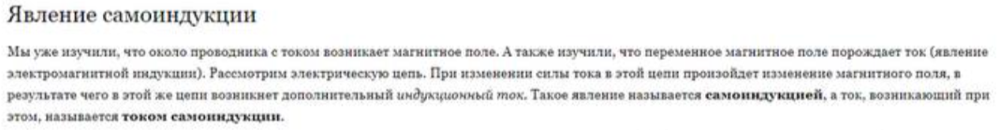 Явление самоиндукции
Мы уже изучили, что около проводника с током возникает магнитное поле. А также изучили, что переменное магнитное поле порождает ток (явление
электромагнитной индукции). Рассмотрим электрическую цепь. При изменении силы тока в этой цепи произойдет изменение магнитного поля, в
результате чего в этой же цепи возникнет дополнительный индукционный ток. Такое явление называется самоиндукцией, а ток, возникающий при
этом, называется током самоиндукции.